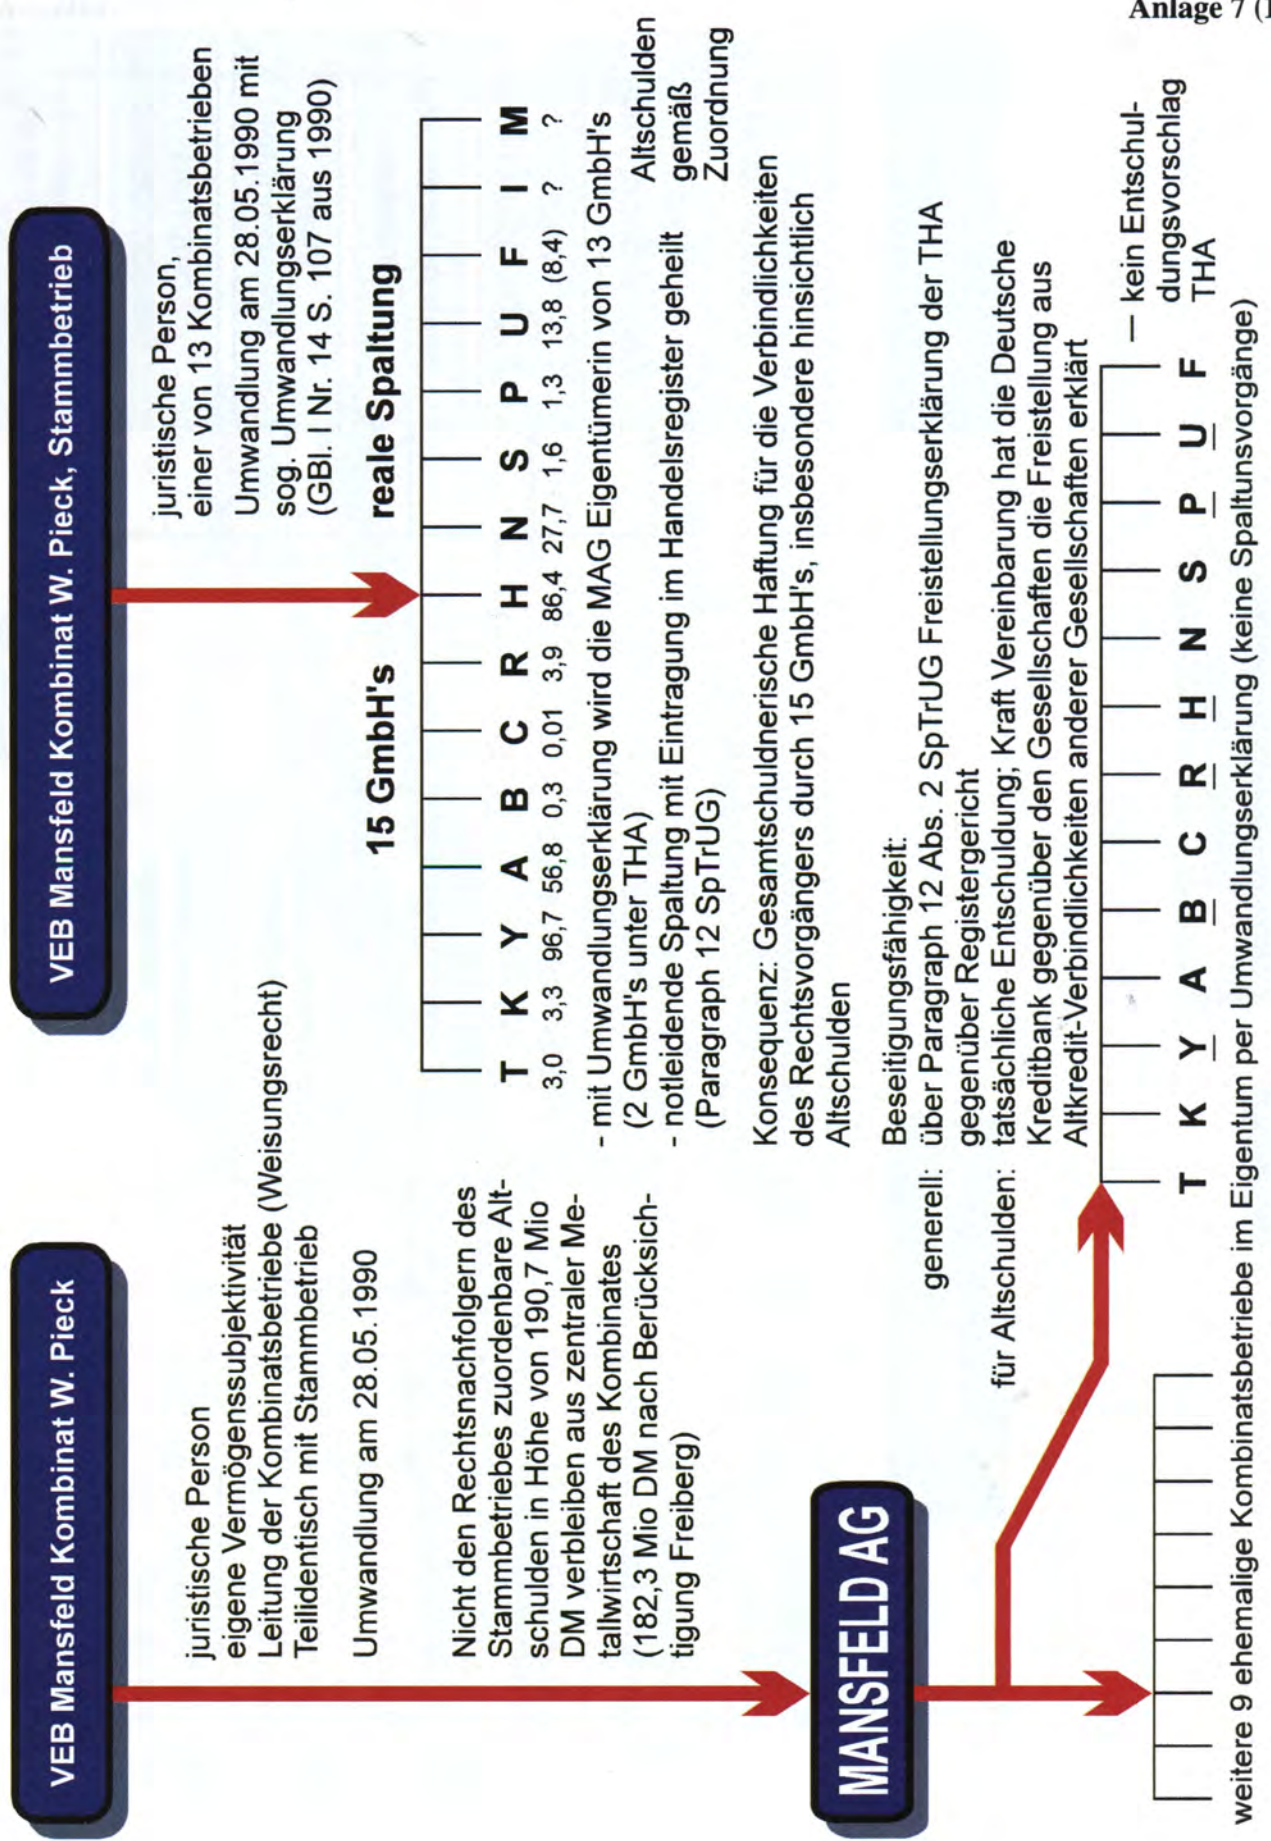 Anlage 7 (1
VEB Mansfeld Kombinat W. Pieck
juristische Person
eigene Vermögenssubjektivität
Leitung der Kombinatsbetriebe (Weisungsrecht)
Teilidentisch mit Stammbetrieb
Umwandlung am 28.05.1990
Nicht den Rechtsnachfolgern des
Stammbetriebes zuordenbare Alt-
schulden in Höhe von 190,7 Mio
DM verbleiben aus zentraler Me-
tallwirtschaft des Kombinates
(182,3 Mio DM nach Berücksich-
tigung Freiberg)
MANSFELD AG
VEB Mansfeld Kombinat W. Pieck, Stammbetrieb
juristische Person,
einer von 13 Kombinatsbetrieben
Umwandlung am 28.05.1990 mit
sog. Umwandlungserklärung
(GBl. Nr. 14 S. 107 aus 1990)
15 GmbH's reale Spaltung
T K Y A B C R H N S P U F I M
3,0 3,3 96,7 56,8 0,3 0,01 3,9 86,4 27,7 1,6 1,3 13,8 (8,4) ? ?
Altschulden
gemäß
Zuordnung
- mit Umwandlungserklärung wird die MAG Eigentümerin von 13 GmbH's
(2 GmbH's unter THA)
- notleidende Spaltung mit Eintragung im Handelsregister geheilt
(Paragraph 12 SpTrUG)
Konsequenz: Gesamtschuldnerische Haftung für die Verbindlichkeiten
des Rechtsvorgängers durch 15 GmbH's, insbesondere hinsichtlich
Altschulden
Beseitigungsfähigkeit:
generell: über Paragraph 12 Abs. 2 SpTrUG Freistellungserklärung der THA
gegenüber Registergericht
für Altschulden: tatsächliche Entschuldung; Kraft Vereinbarung hat die Deutsche
Kreditbank gegenüber den Gesellschaften die Freistellung aus
Altkredit-Verbindlichkeiten anderer Gesellschaften erklärt
T K Y A B C R H N S P U F
— kein Entschul-
dungsvorschlag
THA
weitere 9 ehemalige Kombinatsbetriebe im Eigentum per Umwandlungserklärung (keine Spaltunsvorgänge)